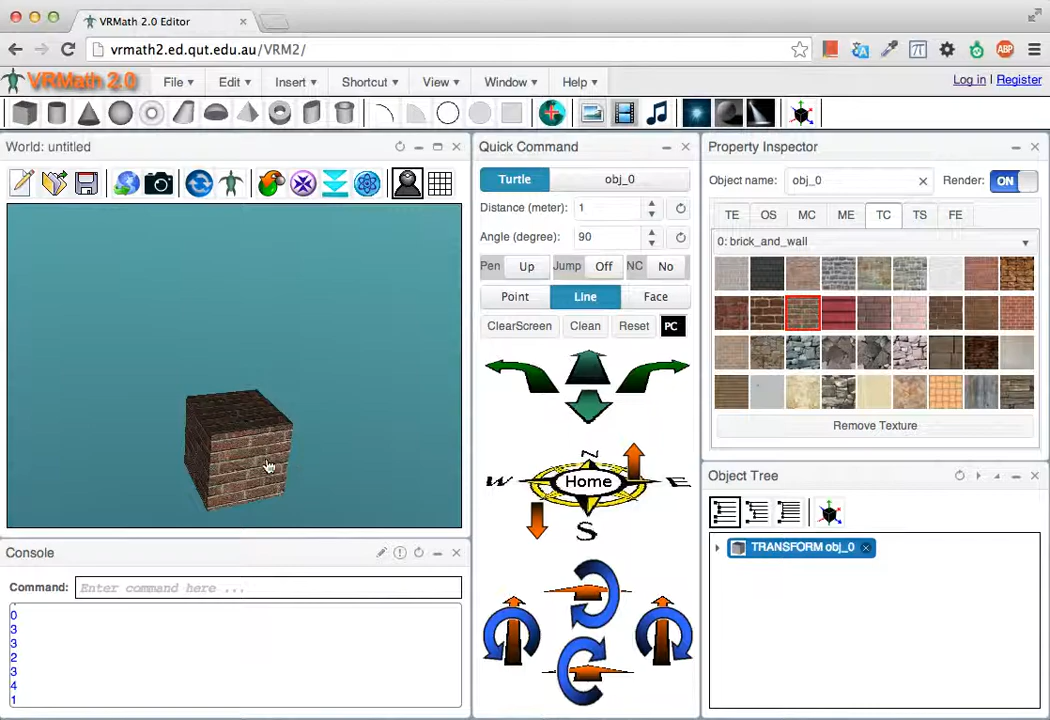 VRMath 2.0 Editor
vrmath2.ed.qut.edu.au/VRM2/
ABP
VRMath 2.0
File
Edit
Insert
Shortcut
View
Window
Help
Log in | Register
World: untitled
Quick Command
Turtle
obj_0
Distance (meter):
1
Angle (degree):
90
Pen
Up
Jump
Off
NC
No
Point
Line
Face
ClearScreen
Clean
Reset
PC
N
W
Home
E
S
Property Inspector
Object name:
obj_0
Render:
ON
TE
OS
MC
ME
TC
TS
FE
0: brick_and_wall
Remove Texture
Object Tree
TRANSFORM obj_0
Console
Command:
Enter command here ...
0
3
3
2
3
4
1